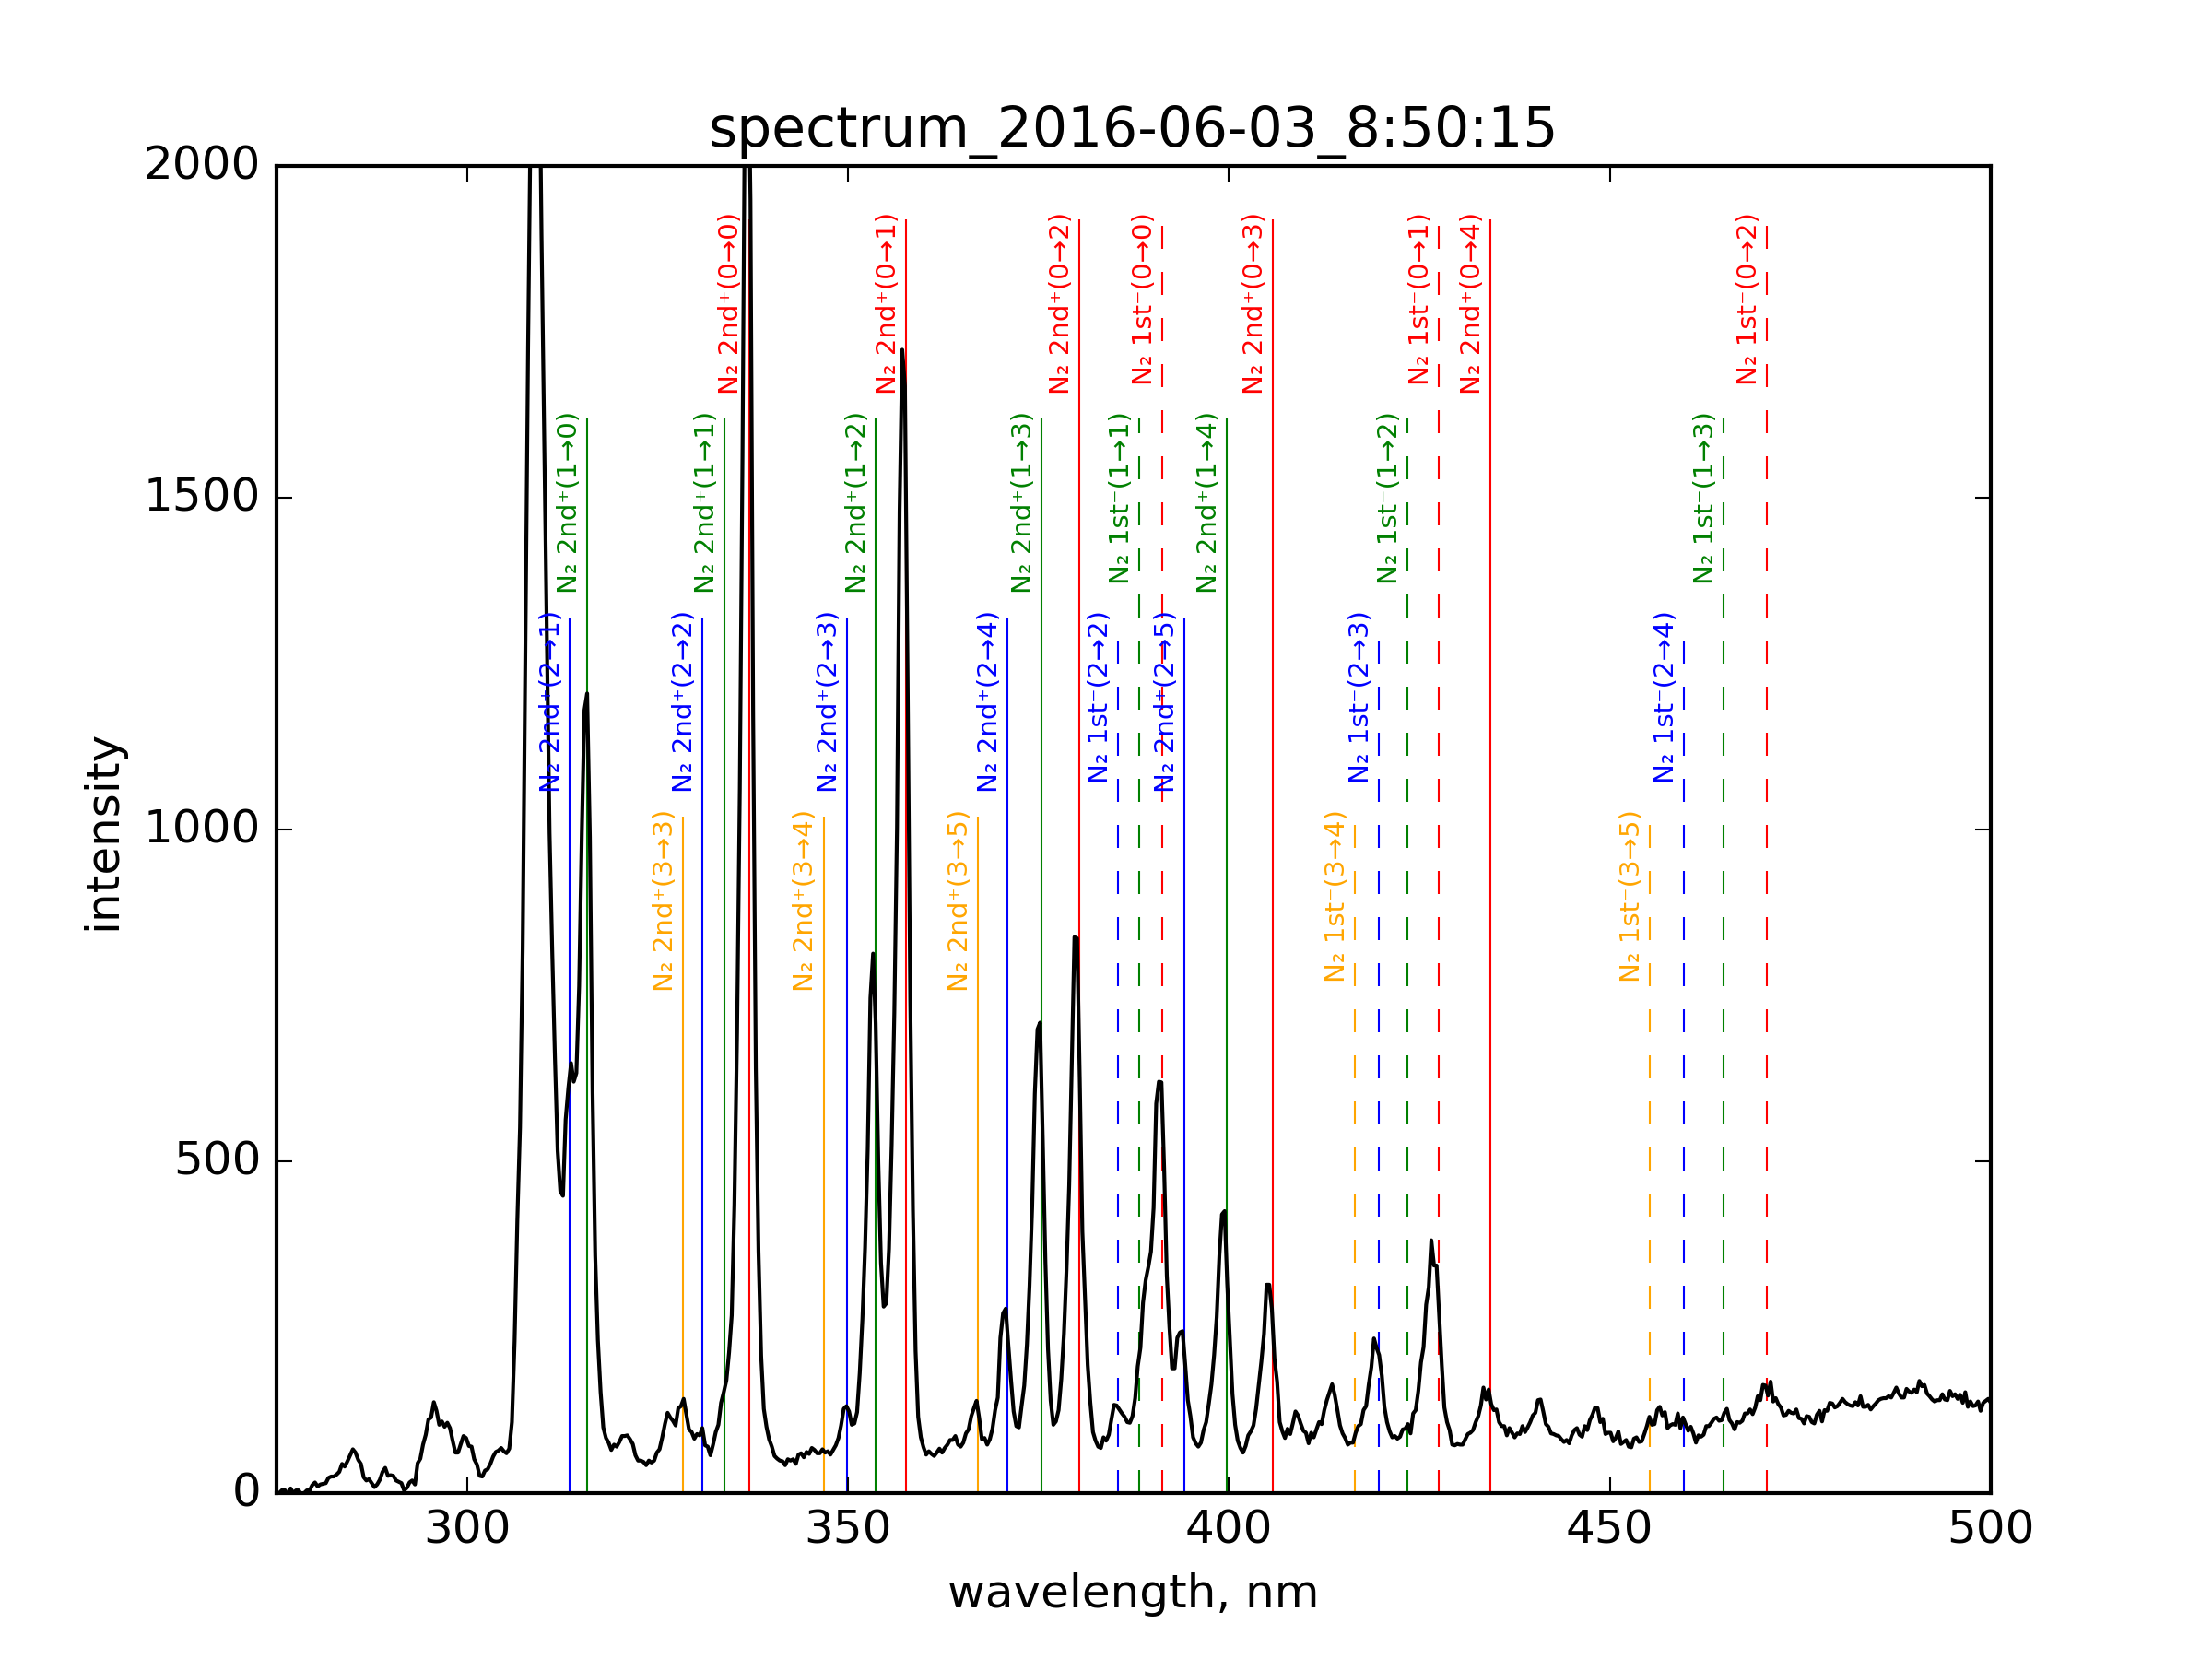 spectrum_2016-06-03_8:50:15
2000
1500
1000
500
0
intensity
N₂ 2nd⁺(0→0)
N₂ 2nd⁺(0→1)
N₂ 2nd⁺(0→2)
N₂ 1st⁻(0→0)
N₂ 2nd⁺(0→3)
N₂ 1st⁻(0→1)
N₂ 2nd⁺(0→4)
N₂ 1st⁻(0→2)
N₂ 2nd⁺(1→0)
N₂ 2nd⁺(1→1)
N₂ 2nd⁺(1→2)
N₂ 2nd⁺(1→3)
N₂ 1st⁻(1→1)
N₂ 2nd⁺(1→4)
N₂ 1st⁻(1→2)
N₂ 1st⁻(1→3)
N₂ 2nd⁺(2→1)
N₂ 2nd⁺(2→2)
N₂ 2nd⁺(2→3)
N₂ 2nd⁺(2→4)
N₂ 1st⁻(2→2)
N₂ 2nd⁺(2→5)
N₂ 1st⁻(2→3)
N₂ 1st⁻(2→4)
N₂ 2nd⁺(3→3)
N₂ 2nd⁺(3→4)
N₂ 2nd⁺(3→5)
N₂ 1st⁻(3→4)
N₂ 1st⁻(3→5)
300
350
400
450
500
wavelength, nm